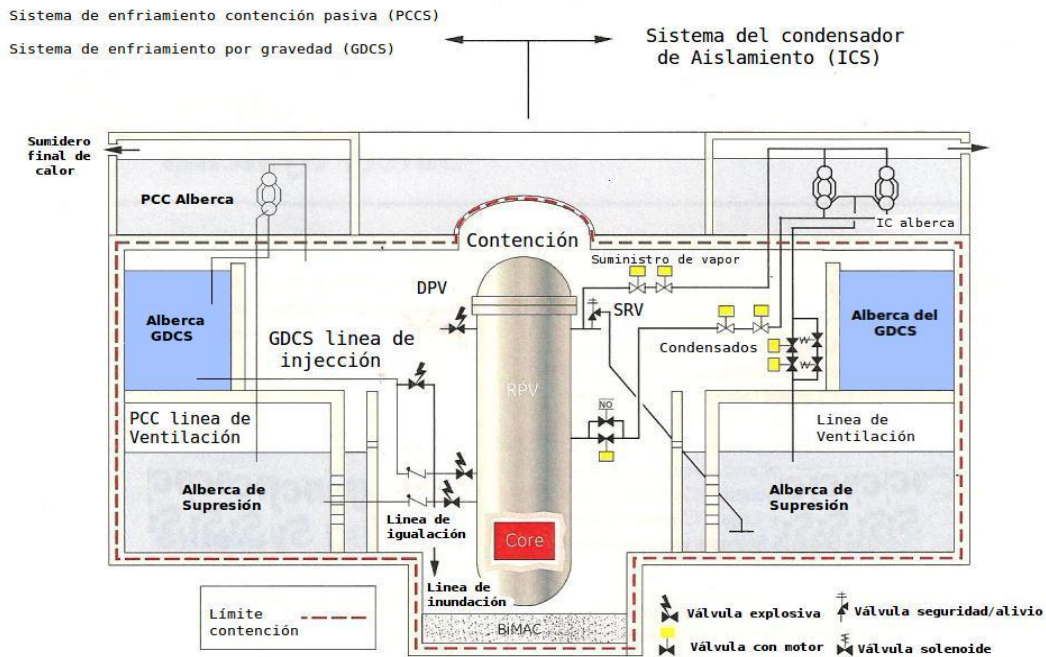 Sistema de enfriamiento contención pasiva (PCCS)
Sistema de enfriamiento por gravedad (GDCS)
Sistema del condensador
de Aislamiento (ICS)
Sumidero
final de
calor
PCC Alberca
IC alberca
Contención
Suministro de vapor
DPV
SRV
Alberca
GDCS
GDCS linea de
injección
Alberca del
GDCS
Condensados
RPV
NO
PCC linea de
Ventilación
Linea de
Ventilación
Alberca de
Supresión
Alberca de
Supresión
Linea de
igualación
Core
Linea de
inundación
BiMAC
Límite
contención
Válvula explosiva
Válvula seguridad/alivio
Válvula con motor
Válvula solenoide